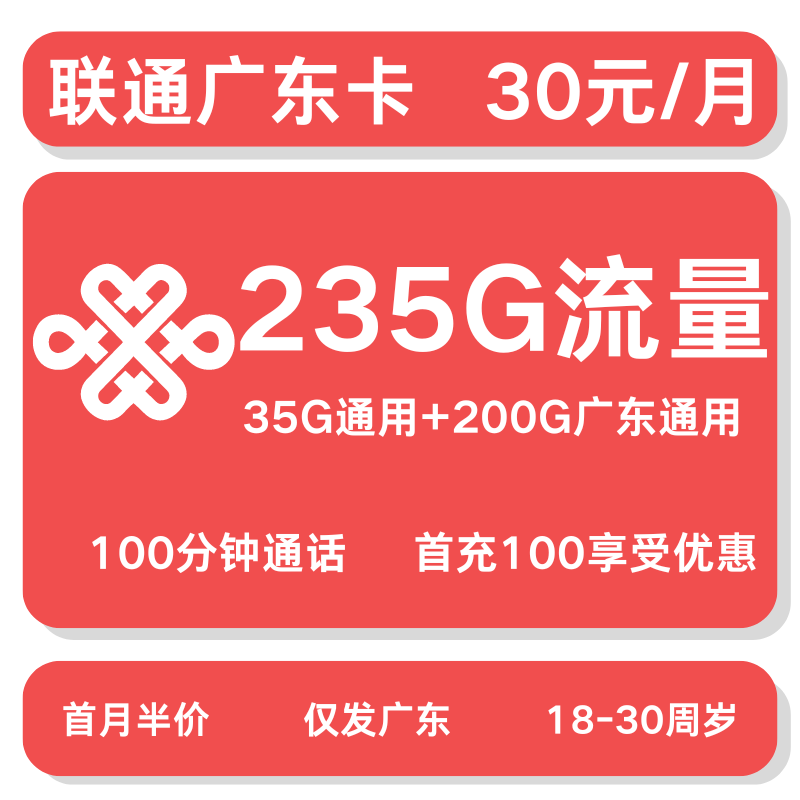 联通广东卡 30元/月
235G流量
35G通用+200G广东通用
100分钟通话 首充100享受优惠
首月半价 仅发广东 18-30周岁